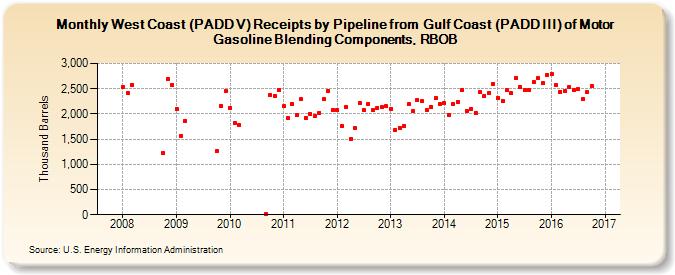 Monthly West Coast (PADD V) Receipts by Pipeline from Gulf Coast (PADD III) of Motor
Gasoline Blending Components, RBOB
Thousand Barrels
3,000
2,500
2,000
1,500
1,000
500
0
2008 2009 2010 2011 2012 2013 2014 2015 2016 2017
Source: U.S. Energy Information Administration